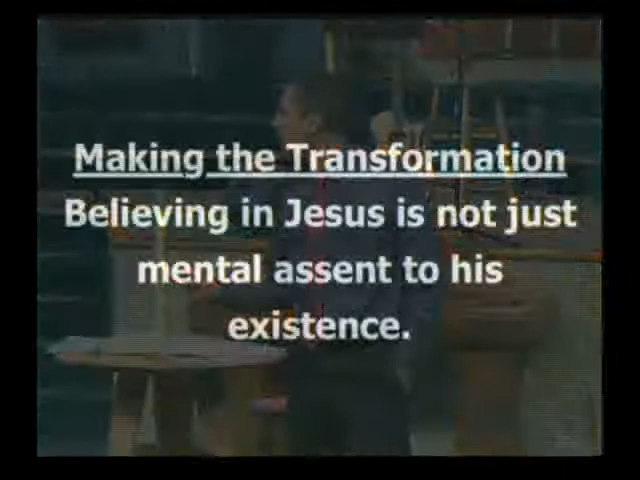 Making the Transformation
Believing in Jesus is not just
mental assent to his
existence.